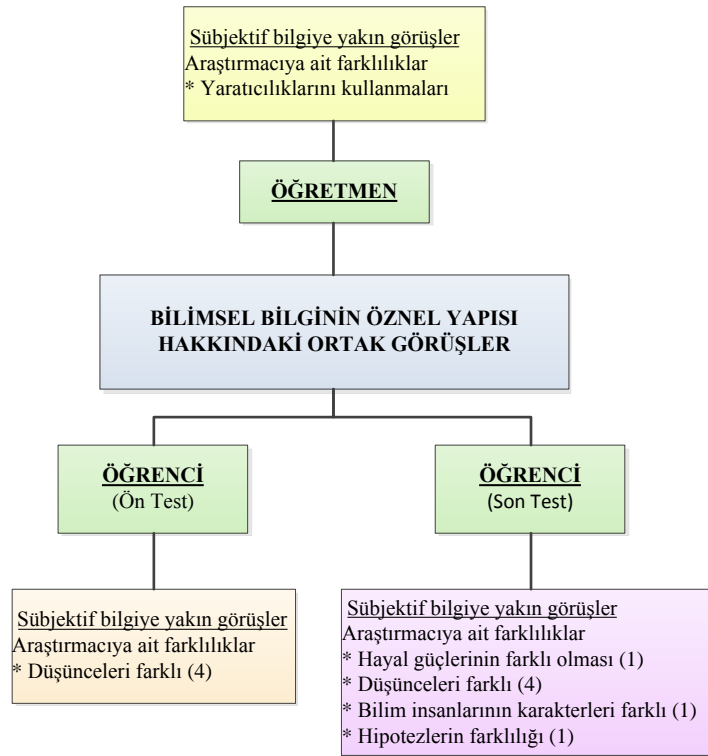 Sübjektif bilgiye yakın görüşler
Araştırmacıya ait farklılıklar
* Yaratıcılıklarını kullanmaları
ÖĞRETMEN
BİLİMSEL BİLGİNİN ÖZNEL YAPISI
HAKKINDAKİ ORTAK GÖRÜŞLER
ÖĞRENCİ
(Ön Test)
ÖĞRENCİ
(Son Test)
Sübjektif bilgiye yakın görüşler
Araştırmacıya ait farklılıklar
* Düşünceleri farklı (4)
Sübjektif bilgiye yakın görüşler
Araştırmacıya ait farklılıklar
* Hayal güçlerinin farklı olması (1)
* Düşünceleri farklı (4)
* Bilim insanlarının karakterleri farklı (1)
* Hipotezlerin farklılığı (1)